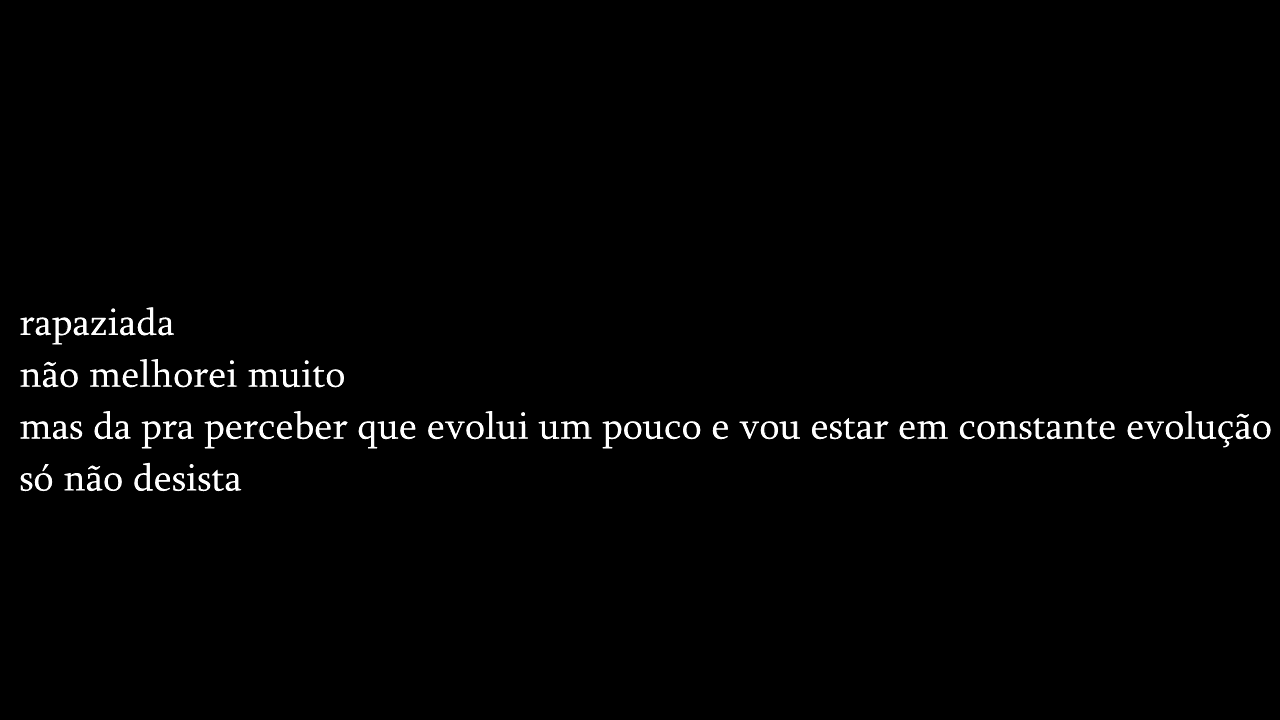 rapaziada
não melhorei muito
mas da pra perceber que evolui um pouco e vou estar em constante evolução
só não desista